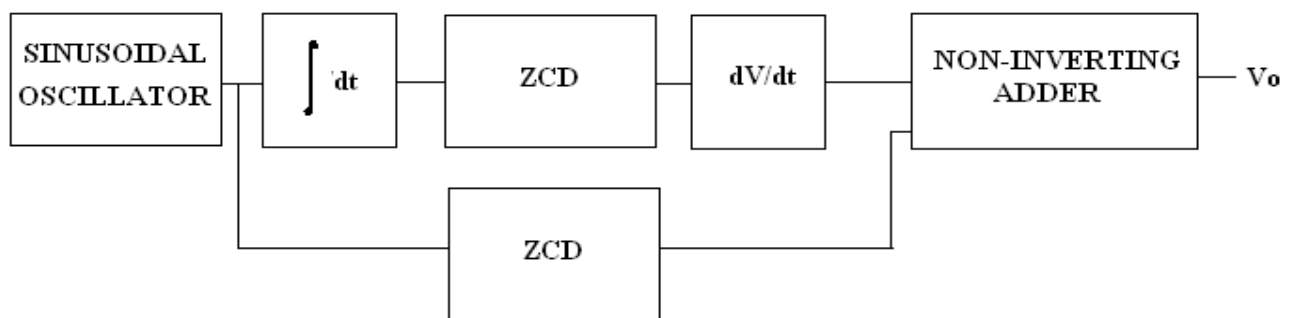 SINUSOIDAL
OSCILLATOR
∫ dt
ZCD
dV/dt
NON-INVERTING
ADDER
Vo
ZCD